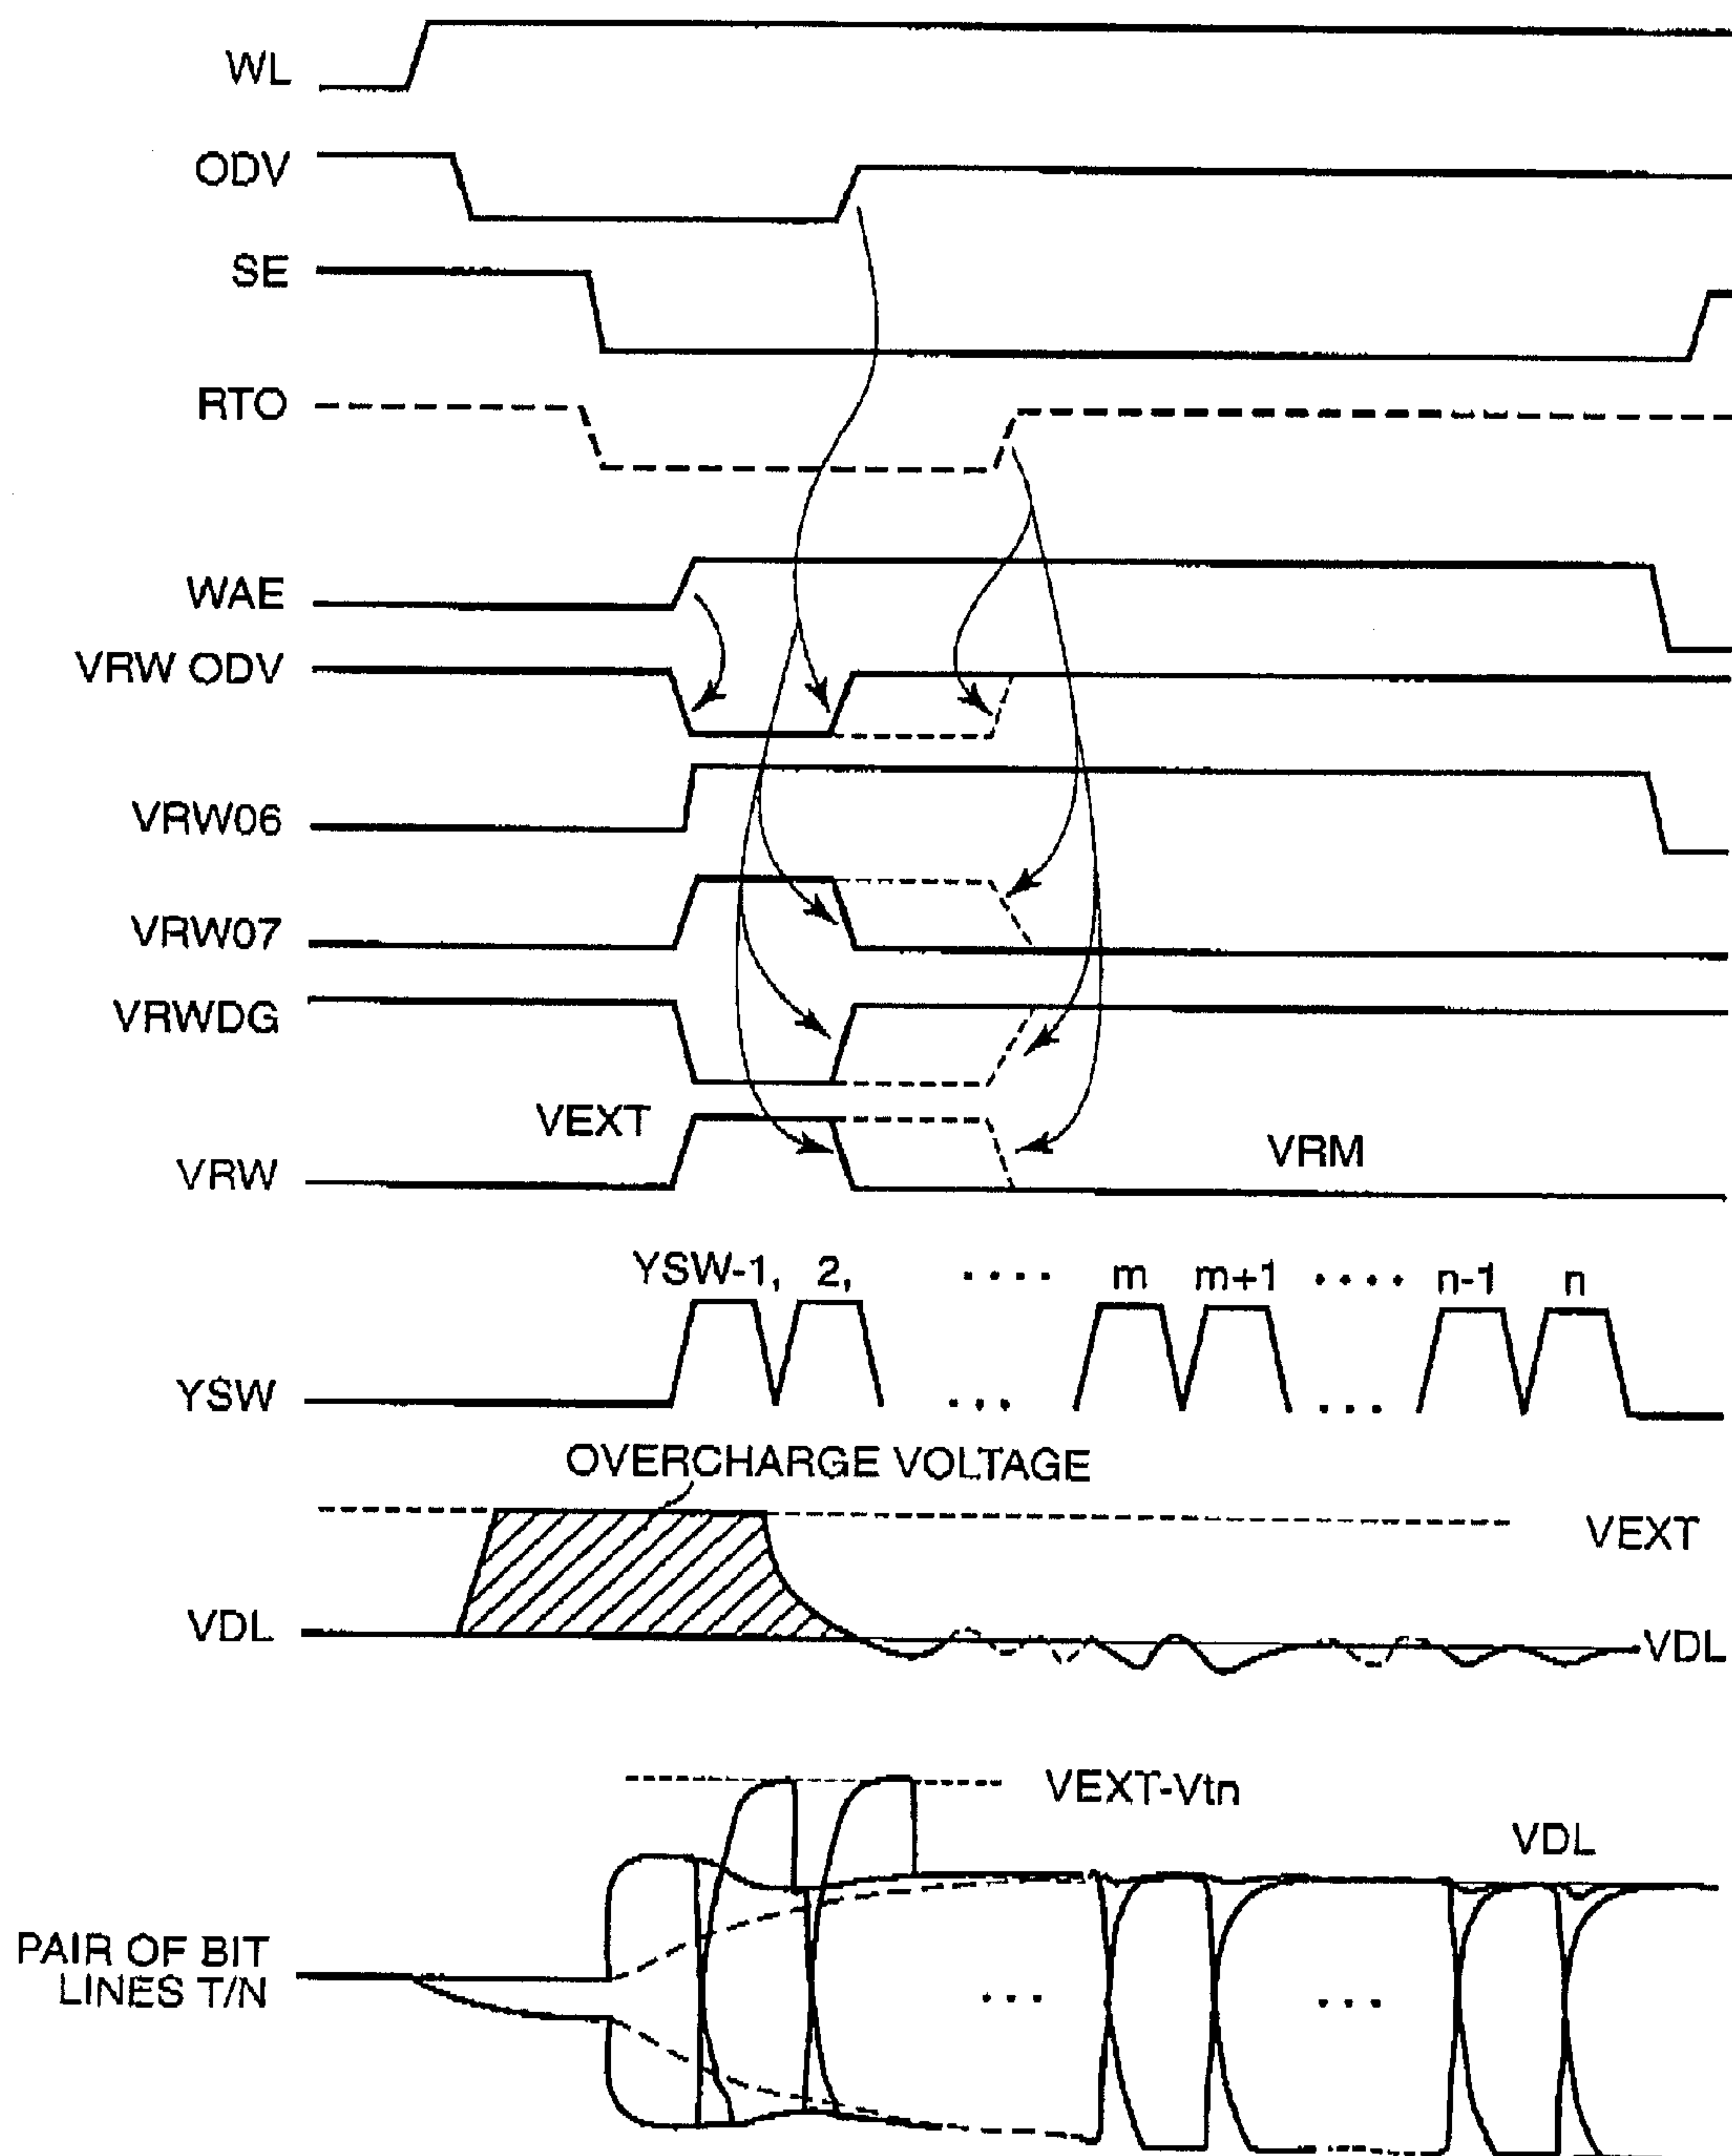 WL
ODV
SE
RTO
WAE
VRW ODV
VRW06
VRW07
VRWDG
VEXT
VRW
VRM
YSW-1, 2, .... m m+1 .... n-1 n
YSW ... ...
OVERCHARGE VOLTAGE
VEXT
VDL
VDL
VEXT-Vtn
VDL
PAIR OF BIT
LINES T/N
... ...